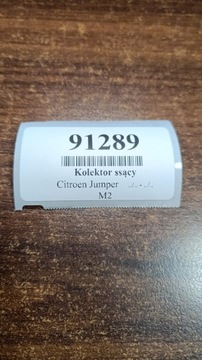 91289
Kolektor ssący
Citroen Jumper
M2